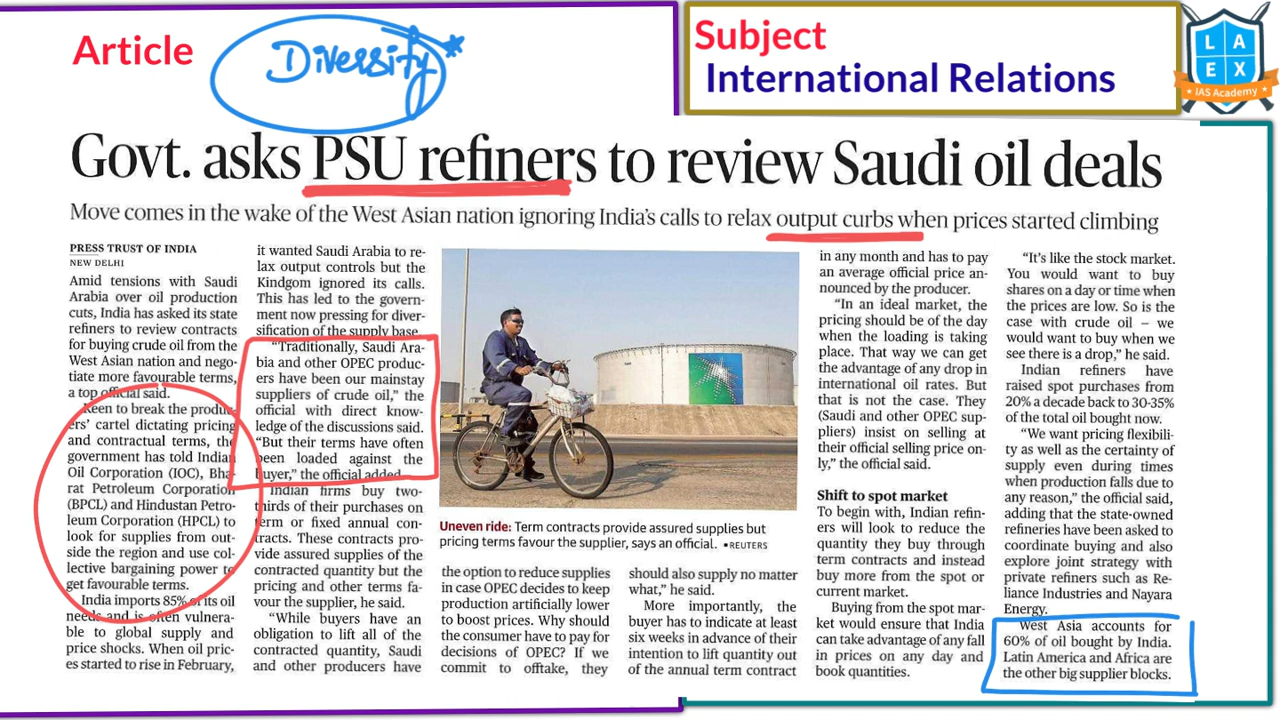 Article
Diversity
Subject
International Relations
L A
E X
IAS Academy
Govt. asks PSU refiners to review Saudi oil deals
Move comes in the wake of the West Asian nation ignoring India's calls to relax output curbs when prices started climbing
PRESS TRUST OF INDIA
NEW DELHI
Amid tensions with Saudi
Arabia over oil production
cuts, India has asked its state
refiners to review contracts
for buying crude oil from the
West Asian nation and nego-
tiate more favourable terms,
a top official said.
Keen to break the produc-
ers' cartel dictating pricing
and contractual terms, the
government has told Indian
Oil Corporation (IOC), Bha-
rat Petroleum Corporation
(BPCL) and Hindustan Petro-
leum Corporation (HPCL) to
look for supplies from out-
side the region and use col-
lective bargaining power to
get favourable terms.
India imports 85% of its oil
needs and is often vulnera-
ble to global supply and
price shocks. When oil pric-
es started to rise in February,
it wanted Saudi Arabia to re-
lax output controls but the
Kindgom ignored its calls.
This has led to the govern-
ment now pressing for diver-
sification of the supply base.
"Traditionally, Saudi Ara-
bia and other OPEC produc-
ers have been our mainstay
suppliers of crude oil," the
official with direct know-
ledge of the discussions said.
"But their terms have often
been loaded against the
buyer," the official added.
Indian firms buy two-
thirds of their purchases on
term or fixed annual con-
tracts. These contracts pro-
vide assured supplies of the
contracted quantity but the
pricing and other terms fa-
vour the supplier, he said.
"While buyers have an
obligation to lift all of the
contracted quantity, Saudi
and other producers have
Uneven ride: Term contracts provide assured supplies but
pricing terms favour the supplier, says an official. •REUTERS
the option to reduce supplies
in case OPEC decides to keep
production artificially lower
to boost prices. Why should
the consumer have to pay for
decisions of OPEC? If we
commit to offtake, they
should also supply no matter
what," he said.
More importantly, the
buyer has to indicate at least
six weeks in advance of their
intention to lift quantity out
of the annual term contract
in any month and has to pay
an average official price an-
nounced by the producer.
"In an ideal market, the
pricing should be of the day
when the loading is taking
place. That way we can get
the advantage of any drop in
international oil rates. But
that is not the case. They
(Saudi and other OPEC sup-
pliers) insist on selling at
their official selling price on-
ly," the official said.
Shift to spot market
To begin with, Indian refin-
ers will look to reduce the
quantity they buy through
term contracts and instead
buy more from the spot or
current market.
Buying from the spot mar-
ket would ensure that India
can take advantage of any fall
in prices on any day and
book quantities.
"It's like the stock market.
You would want to buy
shares on a day or time when
the prices are low. So is the
case with crude oil – we
would want to buy when we
see there is a drop," he said.
Indian refiners have
raised spot purchases from
20% a decade back to 30-35%
of the total oil bought now.
"We want pricing flexibili-
ty as well as the certainty of
supply even during times
when production falls due to
any reason," the official said,
adding that the state-owned
refineries have been asked to
coordinate buying and also
explore joint strategy with
private refiners such as Re-
liance Industries and Nayara
Energy.
West Asia accounts for
60% of oil bought by India.
Latin America and Africa are
the other big supplier blocks.